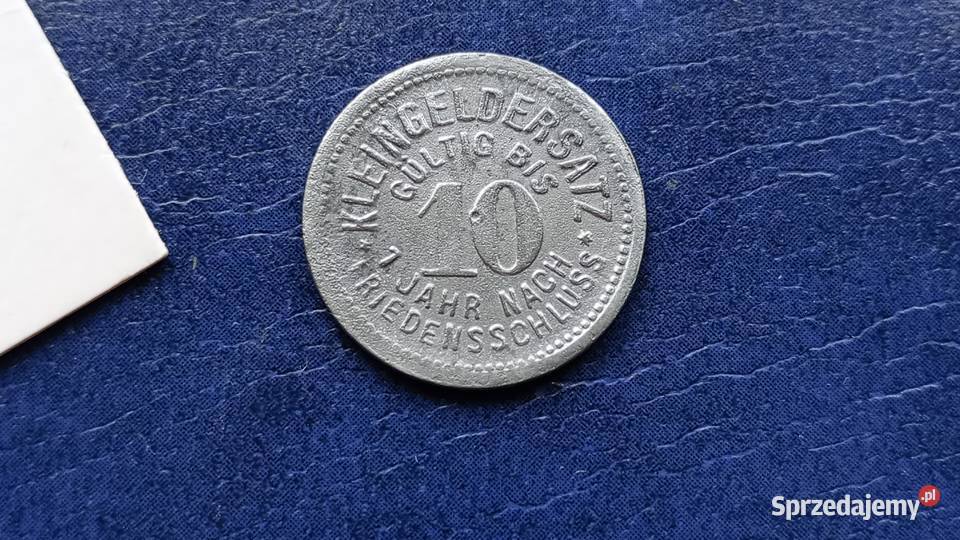 * KLEINGELDERSATZ *
GÜLTIG BIS
10
1 JAHR NACH
FRIEDENSSCHLUSS
Sprzedajemy.pl